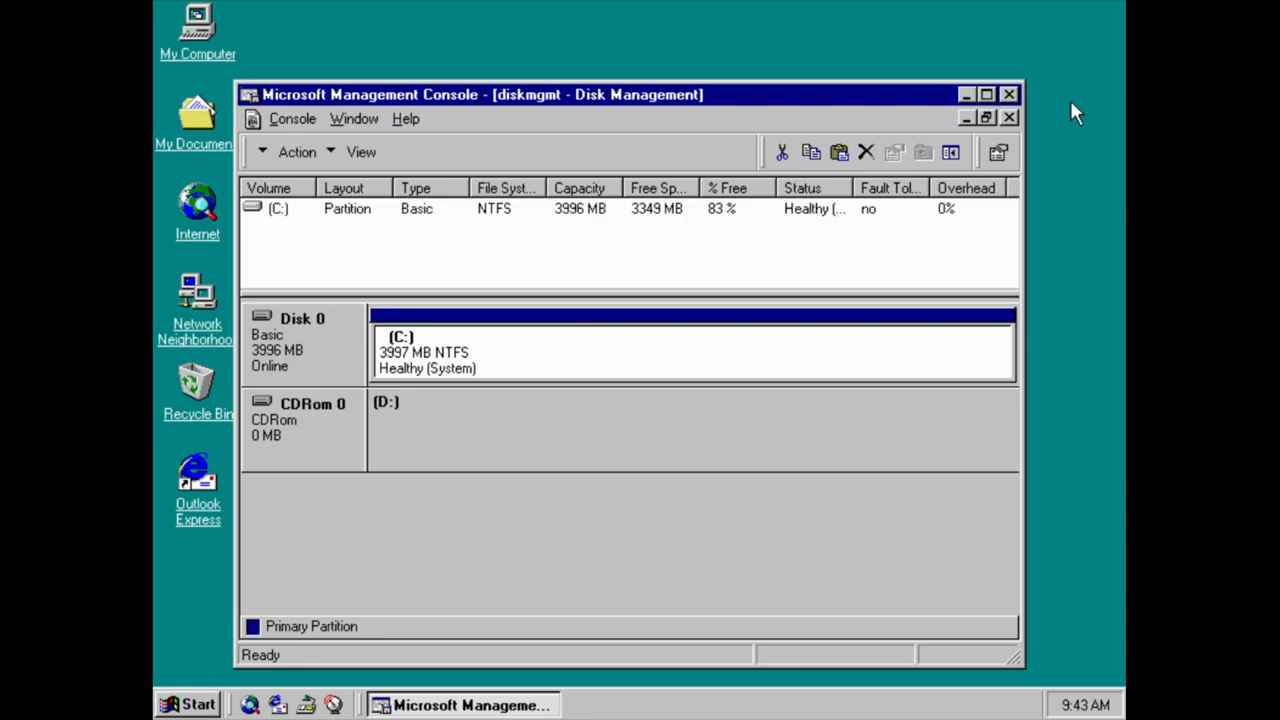 My Computer
My Documen
Internet
Network
Neighborhoo
Recycle Bin
Outlook
Express
Microsoft Management Console - [diskmgmt - Disk Management]
Console Window Help
Action View
Volume Layout Type File Syst... Capacity Free Sp... % Free Status Fault Tol... Overhead
(C:) Partition Basic NTFS 3996 MB 3349 MB 83 % Healthy (... no 0%
Disk 0
Basic
3996 MB
Online
(C:)
3997 MB NTFS
Healthy (System)
CDRom 0
CDRom
0 MB
(D:)
Primary Partition
Ready
Start
Microsoft Manageme...
9:43 AM